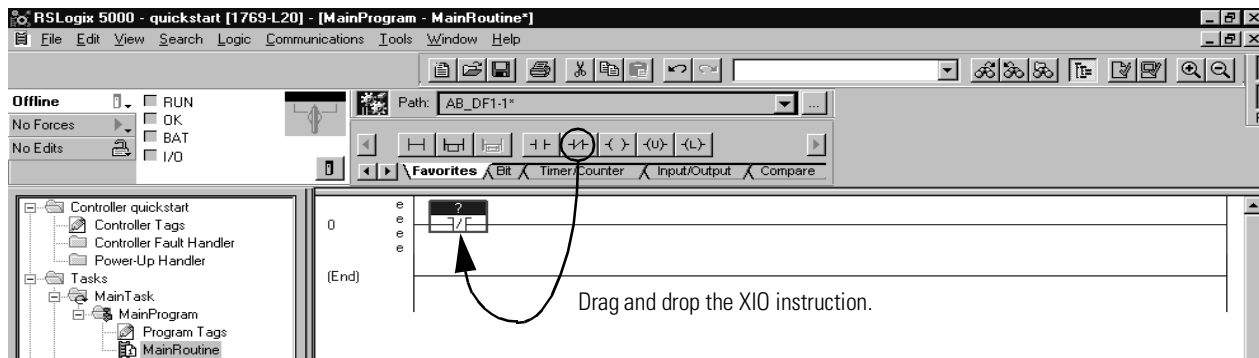 RSLogix 5000 - quickstart [1769-L20] - [MainProgram - MainRoutine*]
File Edit View Search Logic Communications Tools Window Help
Offline
RUN
No Forces
OK
No Edits
BAT
I/O
Path: AB_DF1-1*
...
Favorites Bit Timer/Counter Input/Output Compare
Controller quickstart
Controller Tags
Controller Fault Handler
Power-Up Handler
Tasks
MainTask
MainProgram
Program Tags
MainRoutine
0
e
e
e
e
?
(End)
Drag and drop the XIO instruction.